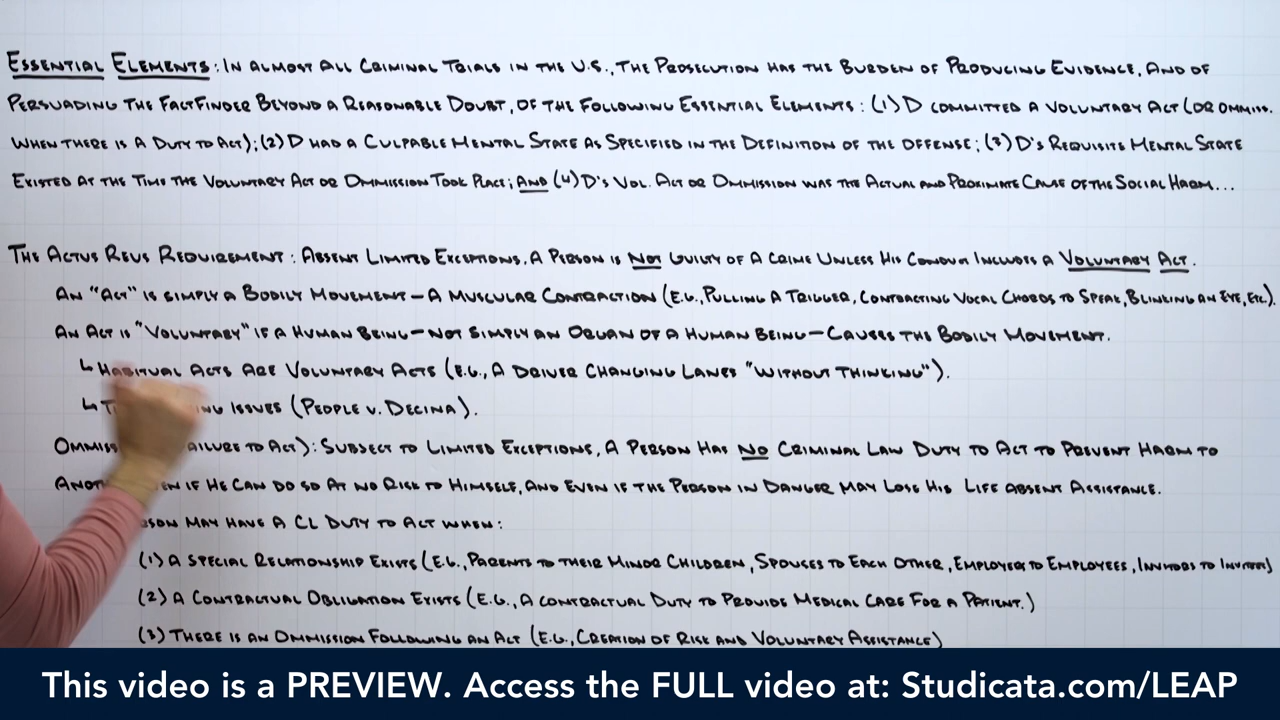 ESSENTIAL ELEMENTS: IN ALMOST ALL CRIMINAL TRIALS IN THE U.S., THE PROSECUTION HAS THE BURDEN OF PRODUCING EVIDENCE, AND OF
PERSUADING THE FACTFINDER BEYOND A REASONABLE DOUBT, OF THE FOLLOWING ESSENTIAL ELEMENTS: (1) D COMMITTED A VOLUNTARY ACT (OR OMMISS.
WHEN THERE IS A DUTY TO ACT); (2) D HAD A CULPABLE MENTAL STATE AS SPECIFIED IN THE DEFINITION OF THE OFFENSE; (3) D'S REQUISITE MENTAL STATE
EXISTED AT THE TIME THE VOLUNTARY ACT OR OMMISSION TOOK PLACE; AND (4) D'S VOL. ACT OR OMMISSION WAS THE ACTUAL AND PROXIMATE CAUSE OF THE SOCIAL HARM...
THE ACTUS REUS REQUIREMENT: ABSENT LIMITED EXCEPTIONS, A PERSON IS NOT GUILTY OF A CRIME UNLESS HIS CONDUCT INCLUDES A VOLUNTARY ACT.
AN "ACT" IS SIMPLY A BODILY MOVEMENT - A MUSCULAR CONTRACTION (E.G., PULLING A TRIGGER, CONTRACTING VOCAL CHORDS TO SPEAK, BLINKING AN EYE, ETC.).
AN ACT IS "VOLUNTARY" IF A HUMAN BEING - NOT SIMPLY AN ORGAN OF A HUMAN BEING - CAUSES THE BODILY MOVEMENT.
↳ HABITUAL ACTS ARE VOLUNTARY ACTS (E.G., A DRIVER CHANGING LANES "WITHOUT THINKING").
↳ ISSUES (PEOPLE V. DECINA).
TO ACT): SUBJECT TO LIMITED EXCEPTIONS, A PERSON HAS NO CRIMINAL LAW DUTY TO ACT TO PREVENT HARM TO
IF HE CAN DO SO AT NO RISK TO HIMSELF, AND EVEN IF THE PERSON IN DANGER MAY LOSE HIS LIFE ABSENT ASSISTANCE.
MAY HAVE A CL DUTY TO ACT WHEN:
(1) A SPECIAL RELATIONSHIP EXISTS (E.G., PARENTS TO THEIR MINOR CHILDREN, SPOUSES TO EACH OTHER, EMPLOYERS TO EMPLOYEES, INVITORS TO INVITEES)
(2) A CONTRACTUAL OBLIGATION EXISTS (E.G., A CONTRACTUAL DUTY TO PROVIDE MEDICAL CARE FOR A PATIENT.)
(3) THERE IS AN OMMISSION FOLLOWING AN ACT (E.G., CREATION OF RISK AND VOLUNTARY ASSISTANCE)
This video is a PREVIEW. Access the FULL video at: Studicata.com/LEAP